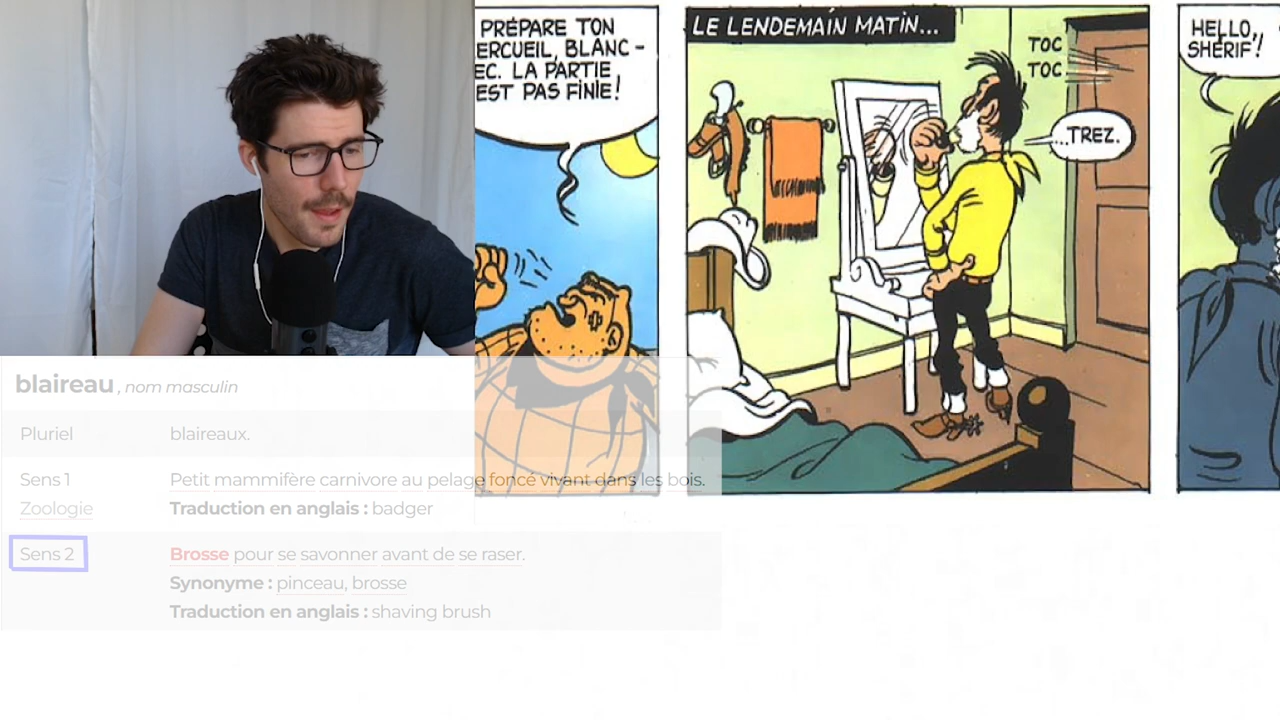 PRÉPARE TON
ERCUEIL, BLANC-
EC. LA PARTIE
EST PAS FINIE!
LE LENDEMAIN MATIN...
TOC
TOC
...TREZ.
HELLO,
SHÉRIF!
blaireau, nom masculin
Pluriel blaireaux.
Sens 1 Petit mammifère carnivore au pelage foncé vivant dans les bois.
Zoologie Traduction en anglais : badger
Sens 2 Brosse pour se savonner avant de se raser.
Synonyme : pinceau, brosse
Traduction en anglais : shaving brush